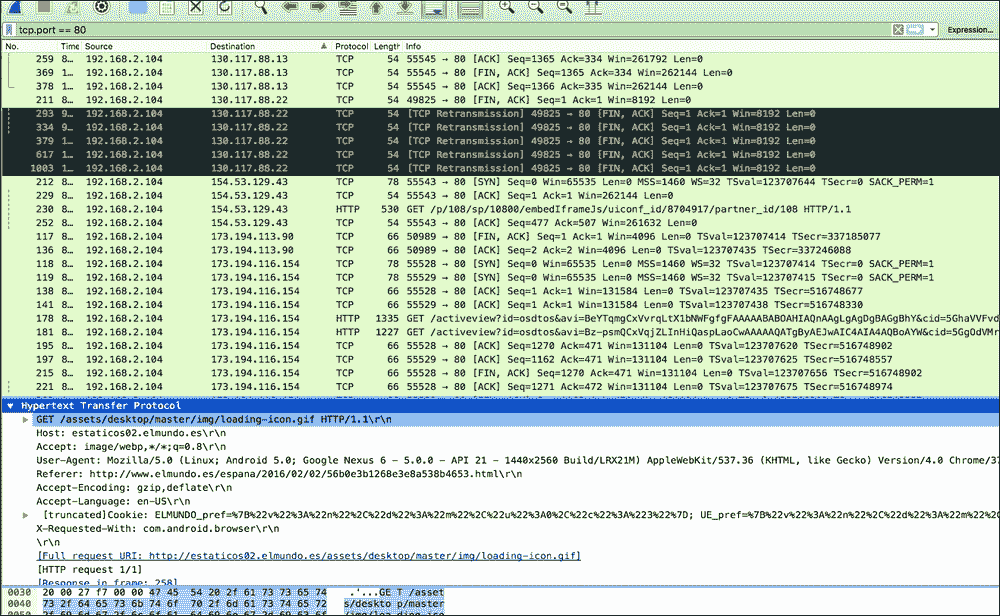 tcp.port == 80 Expression...
No. Time Source Destination Protocol Length Info
259 8... 192.168.2.104 130.117.88.13 TCP 54 55545 → 80 [ACK] Seq=1365 Ack=334 Win=261792 Len=0
369 1... 192.168.2.104 130.117.88.13 TCP 54 55545 → 80 [FIN, ACK] Seq=1365 Ack=334 Win=262144 Len=0
378 1... 192.168.2.104 130.117.88.13 TCP 54 55545 → 80 [ACK] Seq=1366 Ack=335 Win=262144 Len=0
211 8... 192.168.2.104 130.117.88.22 TCP 54 49825 → 80 [FIN, ACK] Seq=1 Ack=1 Win=8192 Len=0
293 9... 192.168.2.104 130.117.88.22 TCP 54 [TCP Retransmission] 49825 → 80 [FIN, ACK] Seq=1 Ack=1 Win=8192 Len=0
334 9... 192.168.2.104 130.117.88.22 TCP 54 [TCP Retransmission] 49825 → 80 [FIN, ACK] Seq=1 Ack=1 Win=8192 Len=0
379 1... 192.168.2.104 130.117.88.22 TCP 54 [TCP Retransmission] 49825 → 80 [FIN, ACK] Seq=1 Ack=1 Win=8192 Len=0
617 1... 192.168.2.104 130.117.88.22 TCP 54 [TCP Retransmission] 49825 → 80 [FIN, ACK] Seq=1 Ack=1 Win=8192 Len=0
1003 1... 192.168.2.104 130.117.88.22 TCP 54 [TCP Retransmission] 49825 → 80 [FIN, ACK] Seq=1 Ack=1 Win=8192 Len=0
212 8... 192.168.2.104 154.53.129.43 TCP 78 55543 → 80 [SYN] Seq=0 Win=65535 Len=0 MSS=1460 WS=32 TSval=123707644 TSecr=0 SACK_PERM=1
229 8... 192.168.2.104 154.53.129.43 TCP 54 55543 → 80 [ACK] Seq=1 Ack=1 Win=262144 Len=0
230 8... 192.168.2.104 154.53.129.43 HTTP 530 GET /p/108/sp/10800/embedIframeJs/uiconf_id/8704917/partner_id/108 HTTP/1.1
252 8... 192.168.2.104 154.53.129.43 TCP 54 55543 → 80 [ACK] Seq=477 Ack=507 Win=261632 Len=0
117 8... 192.168.2.104 173.194.113.90 TCP 66 50989 → 80 [FIN, ACK] Seq=1 Ack=1 Win=4096 Len=0 TSval=123707414 TSecr=337185077
136 8... 192.168.2.104 173.194.113.90 TCP 66 50989 → 80 [ACK] Seq=2 Ack=2 Win=4096 Len=0 TSval=123707435 TSecr=337246088
118 8... 192.168.2.104 173.194.116.154 TCP 78 55528 → 80 [SYN] Seq=0 Win=65535 Len=0 MSS=1460 WS=32 TSval=123707414 TSecr=0 SACK_PERM=1
119 8... 192.168.2.104 173.194.116.154 TCP 78 55529 → 80 [SYN] Seq=0 Win=65535 Len=0 MSS=1460 WS=32 TSval=123707415 TSecr=0 SACK_PERM=1
138 8... 192.168.2.104 173.194.116.154 TCP 66 55528 → 80 [ACK] Seq=1 Ack=1 Win=131584 Len=0 TSval=123707435 TSecr=516748677
141 8... 192.168.2.104 173.194.116.154 TCP 66 55529 → 80 [ACK] Seq=1 Ack=1 Win=131584 Len=0 TSval=123707438 TSecr=516748330
178 8... 192.168.2.104 173.194.116.154 HTTP 1335 GET
181 8... 192.168.2.104 173.194.116.154 HTTP 1227 GET
195 8... 192.168.2.104 173.194.116.154 TCP 66 55528 → 80 [ACK] Seq=1270 Ack=471 Win=131104 Len=0 TSval=123707620 TSecr=516748902
197 8... 192.168.2.104 173.194.116.154 TCP 66 55529 → 80 [ACK] Seq=1162 Ack=471 Win=131104 Len=0 TSval=123707625 TSecr=516748557
215 8... 192.168.2.104 173.194.116.154 TCP 66 55528 → 80 [FIN, ACK] Seq=1270 Ack=471 Win=131104 Len=0 TSval=123707656 TSecr=516748902
221 8... 192.168.2.104 173.194.116.154 TCP 66 55528 → 80 [ACK] Seq=1271 Ack=472 Win=131104 Len=0 TSval=123707675 TSecr=516748974
Hypertext Transfer Protocol
GET /assets/desktop/master/img/loading-icon.gif HTTP/1.1\r\n
Host: estaticos02.elmundo.es\r\n
Accept: image/webp,*/*;q=0.8\r\n
User-Agent: Mozilla/5.0 (Linux; Android 5.0; Google Nexus 6 - 5.0.0 - API 21 - 1440x2560 Build/LRX21M) AppleWebKit/537.36 (KHTML, like Gecko) Version/4.0 Chrome/37
Referer: http://www.elmundo.es/espana/2016/02/02/56b0e3b1268e3e8a538b4653.html\r\n
Accept-Encoding: gzip,deflate\r\n
Accept-Language: en-US\r\n
[truncated]Cookie: ELMUNDO_pref=%7B%22v%22%3A%22n%22%2C%22d%22%3A%22m%22%2C%22u%22%3A0%2C%22c%22%3A%223%22%7D; UE_pref=%7B%22v%22%3A%22n%22%2C%22d%22%3A%22m%22%2C
X-Requested-With: com.android.browser\r\n
\r\n
[Full request URI: http://estaticos02.elmundo.es/assets/desktop/master/img/loading-icon.gif]
[HTTP request 1/1]
[Response in frame: 258]
0030 20 00 27 f7 00 00 47 45 54 20 2f 61 73 73 65 74 .'...GET /asset
0040 73 2f 64 65 73 6b 74 6f 70 2f 6d 61 73 74 65 72 s/desktop/master